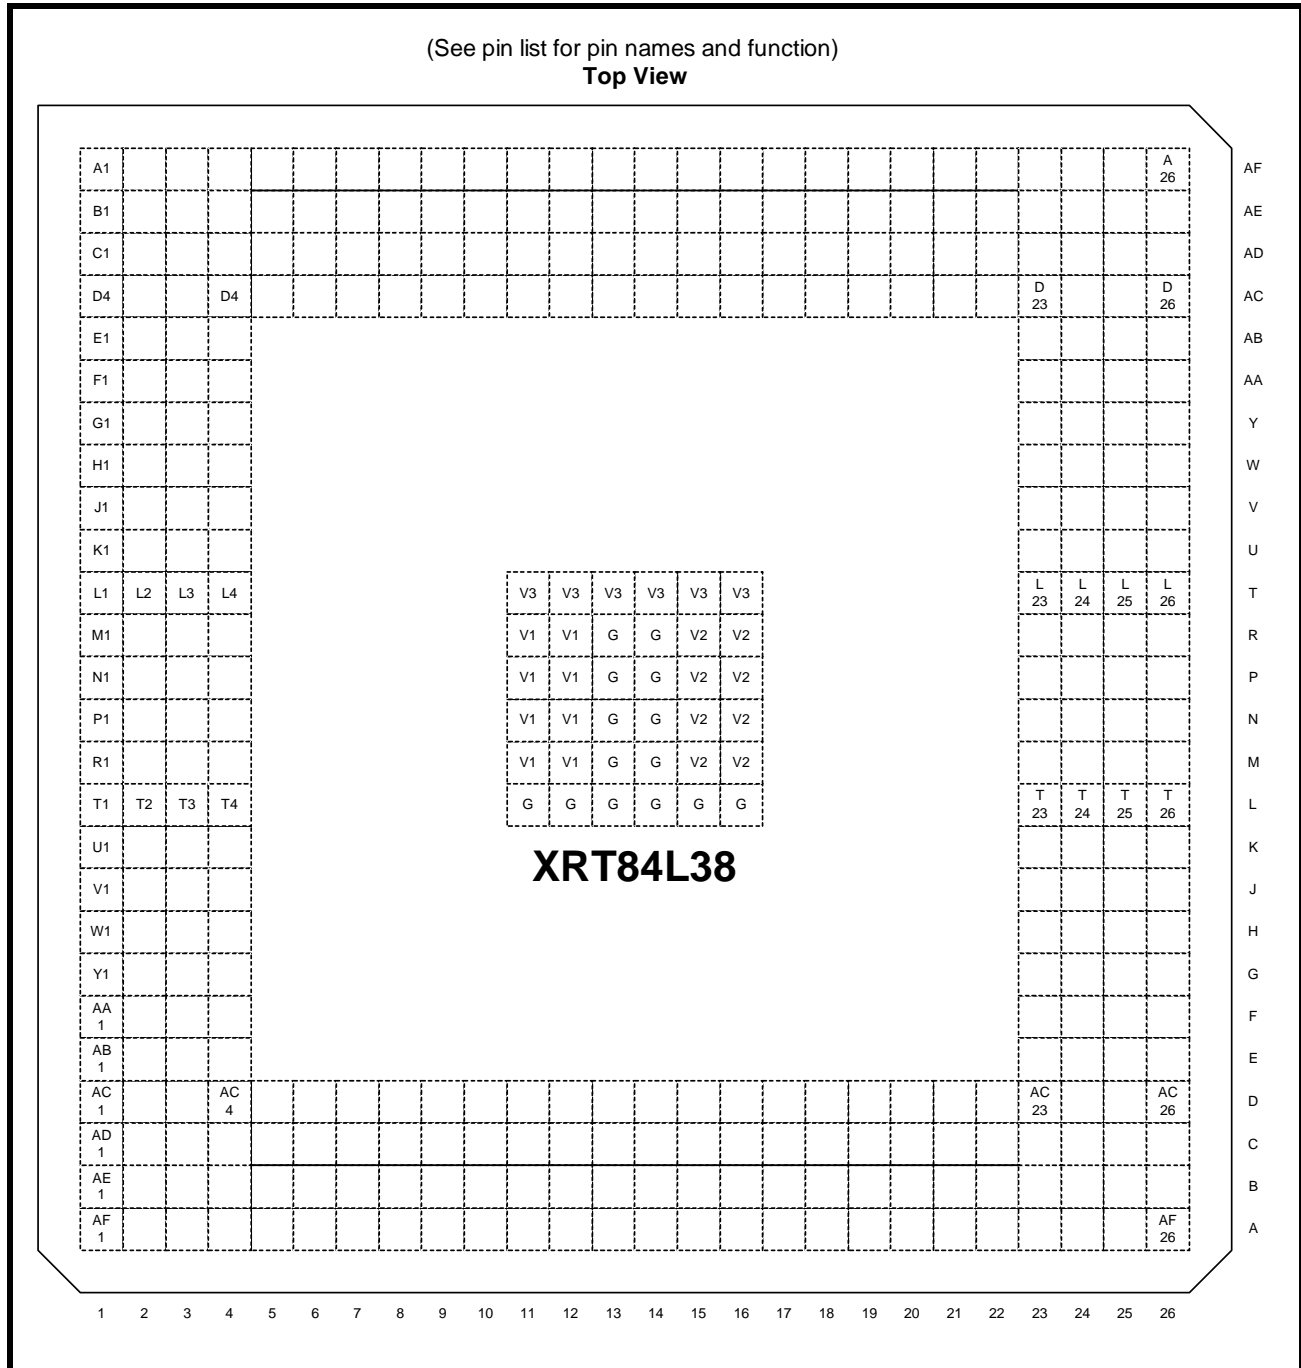 (See pin list for pin names and function)
Top View
A1 A 26 AF
B1 AE
C1 AD
D4 D4 D 23 D 26 AC
E1 AB
F1 AA
G1 Y
H1 W
J1 V
K1 U
L1 L2 L3 L4 V3 V3 V3 V3 V3 V3 L 23 L 24 L 25 L 26 T
M1 V1 V1 G G V2 V2 R
N1 V1 V1 G G V2 V2 P
P1 V1 V1 G G V2 V2 N
R1 V1 V1 G G V2 V2 M
T1 T2 T3 T4 G G G G G G T 23 T 24 T 25 T 26 L
U1 K
XRT84L38
V1 J
W1 H
Y1 G
AA 1 F
AB 1 E
AC 1 AC 4 AC 23 AC 26 D
AD 1 C
AE 1 B
AF 1 AF 26 A
1 2 3 4 5 6 7 8 9 10 11 12 13 14 15 16 17 18 19 20 21 22 23 24 25 26